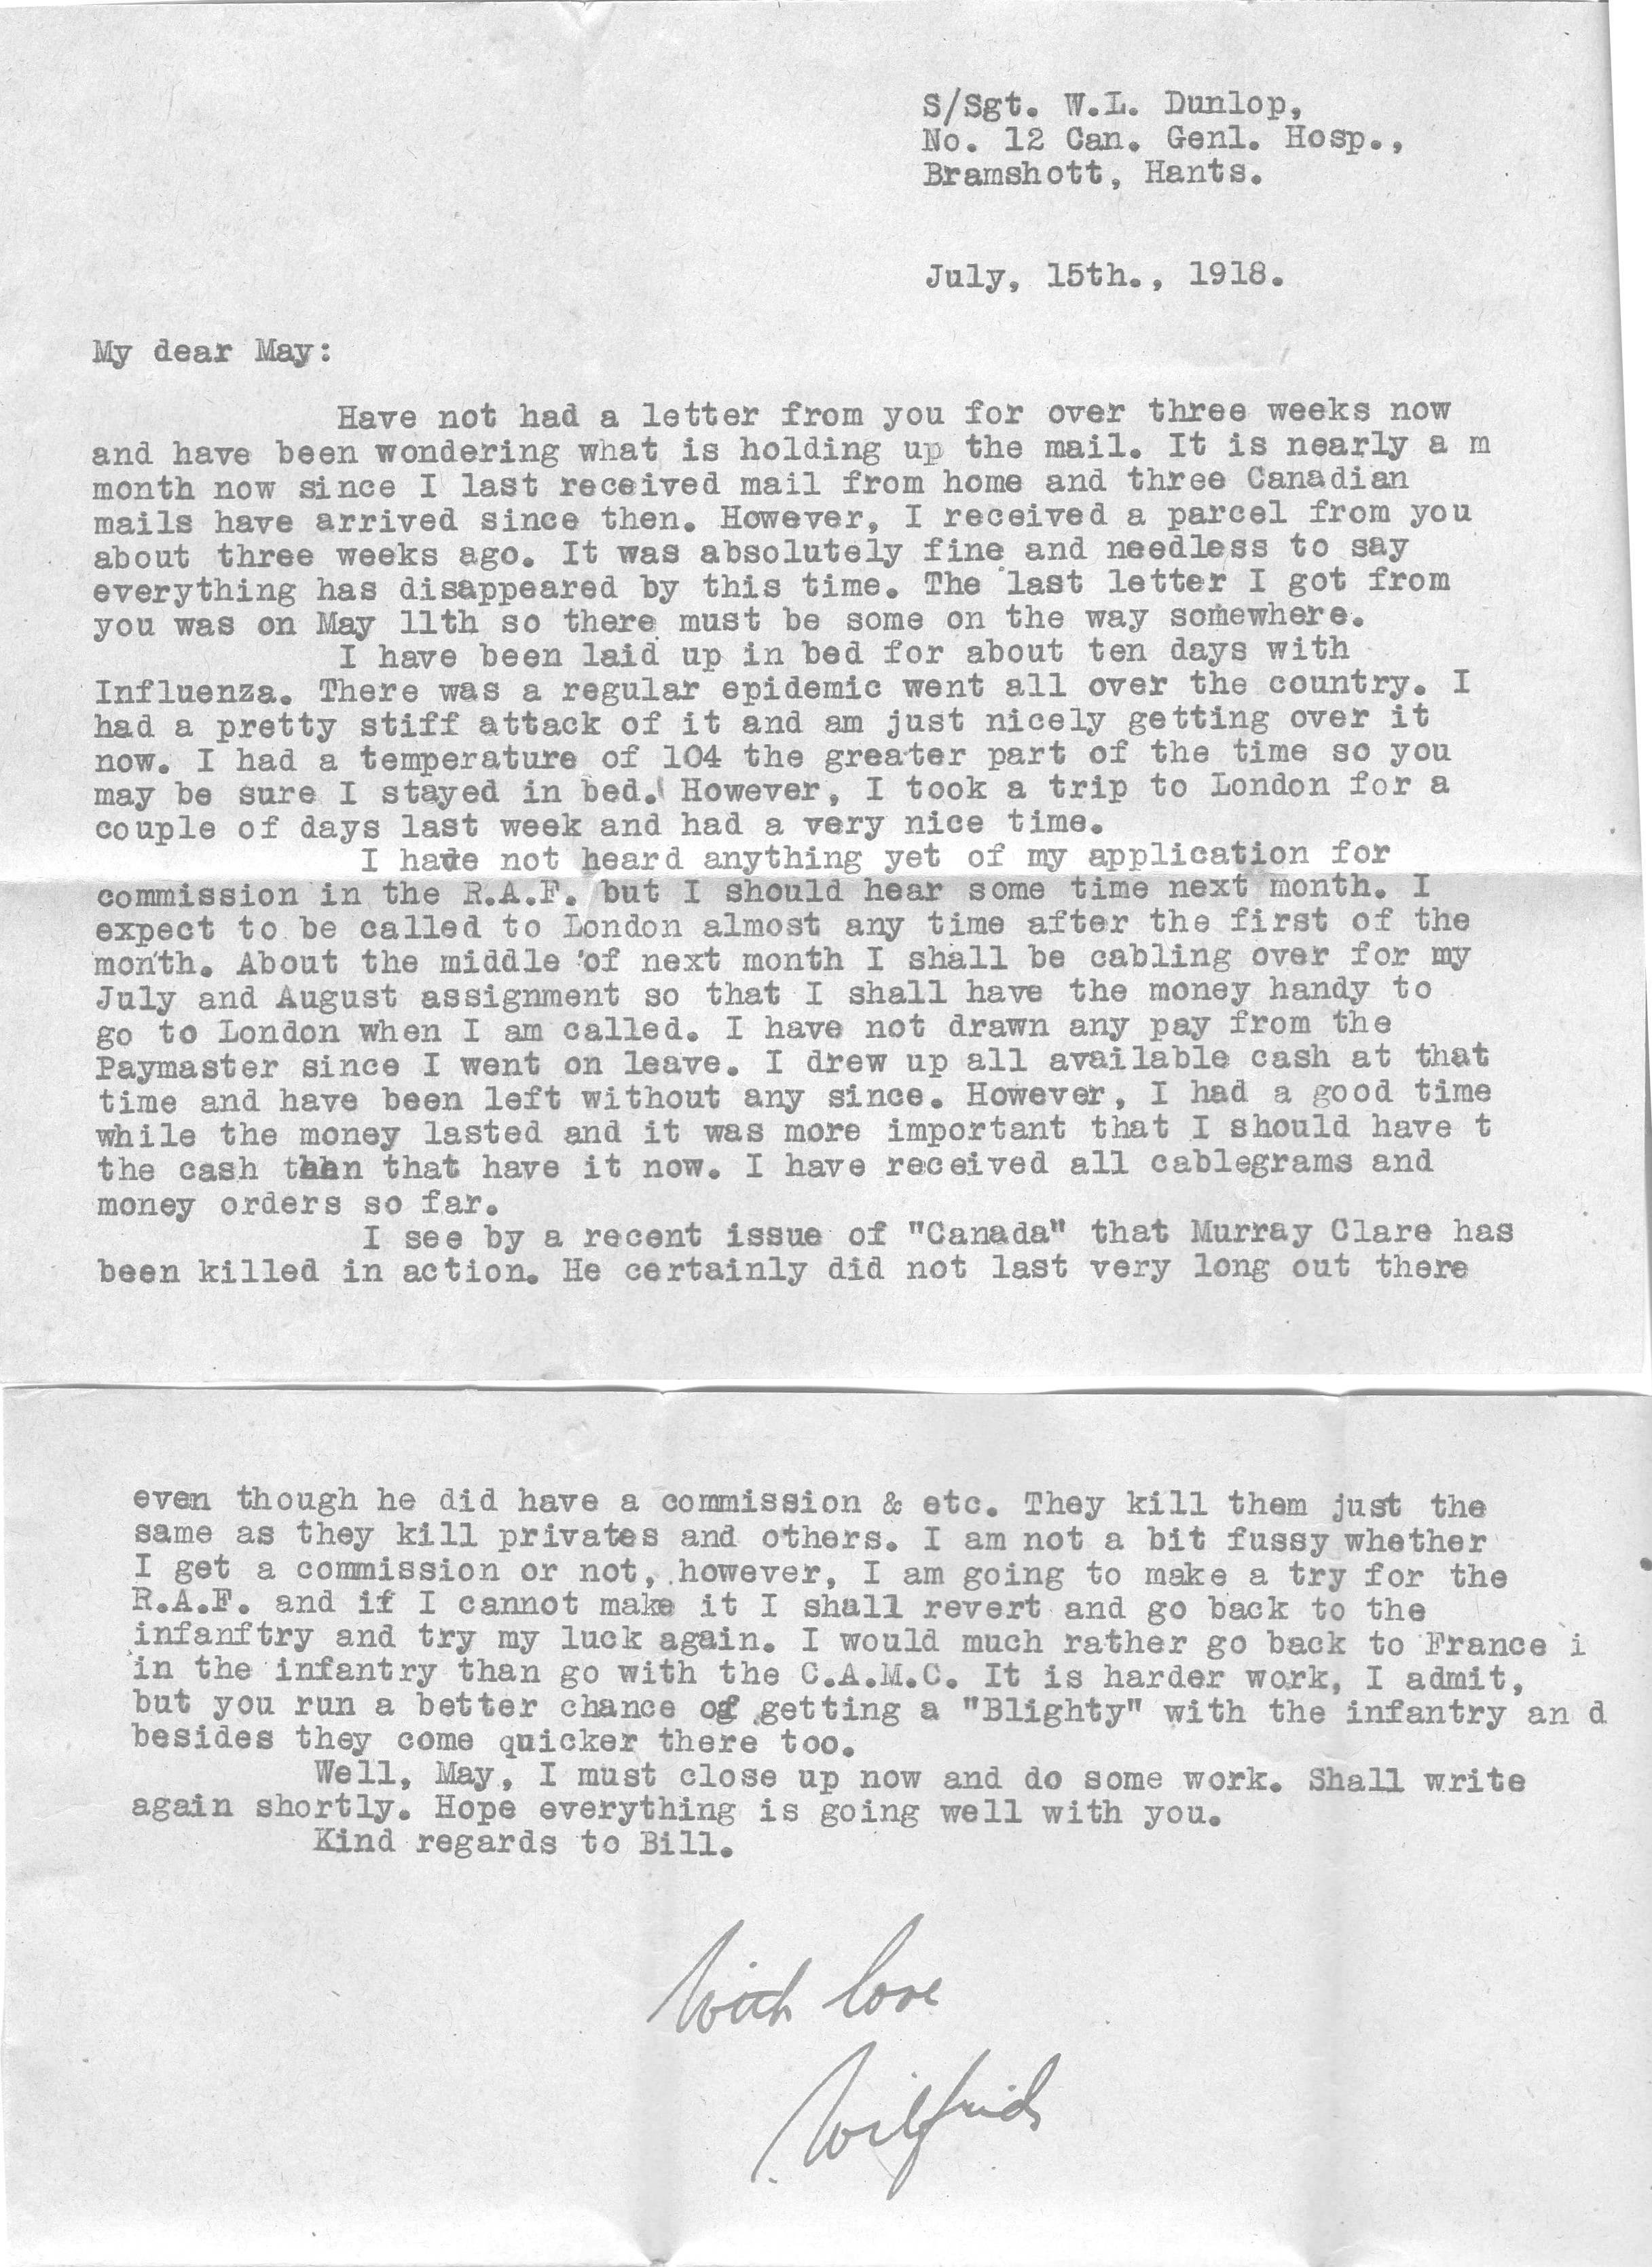 S/Sgt. W.L. Dunlop,
No. 12 Can. Genl. Hosp.,
Bramshott, Hants.
July, 15th., 1918.
My dear May:
Have not had a letter from you for over three weeks now
and have been wondering what is holding up the mail. It is nearly a m
month now since I last received mail from home and three Canadian
mails have arrived since then. However, I received a parcel from you
about three weeks ago. It was absolutely fine and needless to say
everything has disappeared by this time. The last letter I got from
you was on May 11th so there must be some on the way somewhere.
I have been laid up in bed for about ten days with
Influenza. There was a regular epidemic went all over the country. I
had a pretty stiff attack of it and am just nicely getting over it
now. I had a temperature of 104 the greater part of the time so you
may be sure I stayed in bed. However, I took a trip to London for a
couple of days last week and had a very nice time.
I have not heard anything yet of my application for
commission in the R.A.F. but I should hear some time next month. I
expect to be called to London almost any time after the first of the
month. About the middle of next month I shall be cabling over for my
July and August assignment so that I shall have the money handy to
go to London when I am called. I have not drawn any pay from the
Paymaster since I went on leave. I drew up all available cash at that
time and have been left without any since. However, I had a good time
while the money lasted and it was more important that I should have t
the cash then that have it now. I have received all cablegrams and
money orders so far.
I see by a recent issue of "Canada" that Murray Clare has
been killed in action. He certainly did not last very long out there
even though he did have a commission & etc. They kill them just the
same as they kill privates and others. I am not a bit fussy whether
I get a commission or not, however, I am going to make a try for the
R.A.F. and if I cannot make it I shall revert and go back to the
infanftry and try my luck again. I would much rather go back to France i
in the infantry than go with the C.A.M.C. It is harder work, I admit,
but you run a better chance of getting a "Blighty" with the infantry an d
besides they come quicker there too.
Well, May, I must close up now and do some work. Shall write
again shortly. Hope everything is going well with you.
Kind regards to Bill.
With love
Wilfrid